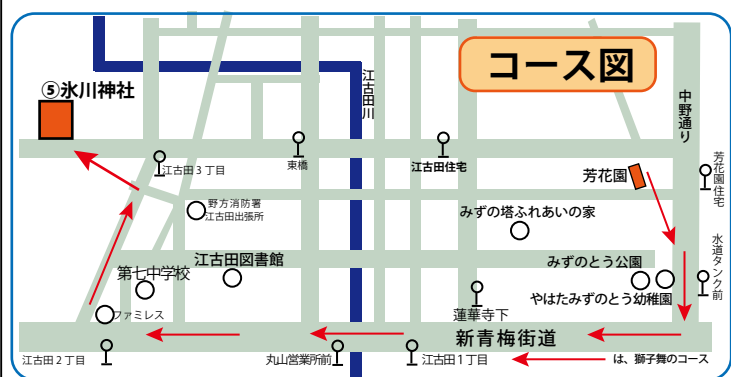 コース図
⑤氷川神社
江古田川
中野通り
江古田3丁目
東橋
江古田住宅
芳花園
芳花園住宅
野方消防署
江古田出張所
みずの塔ふれあいの家
江古田図書館
第七中学校
みずのとう公園
水道タンク前
やはたみずのとう幼稚園
ファミレス
蓮華寺下
新青梅街道
江古田2丁目
丸山営業所前
江古田1丁目
は、獅子舞のコース